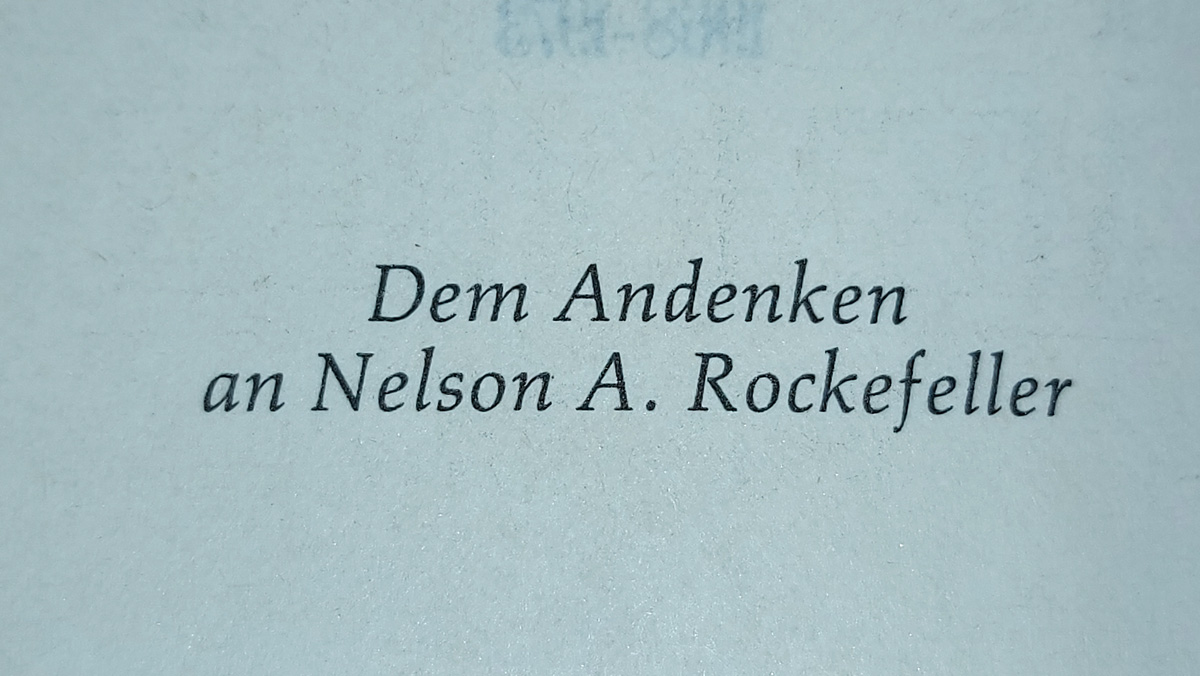 Dem Andenken
an Nelson A. Rockefeller